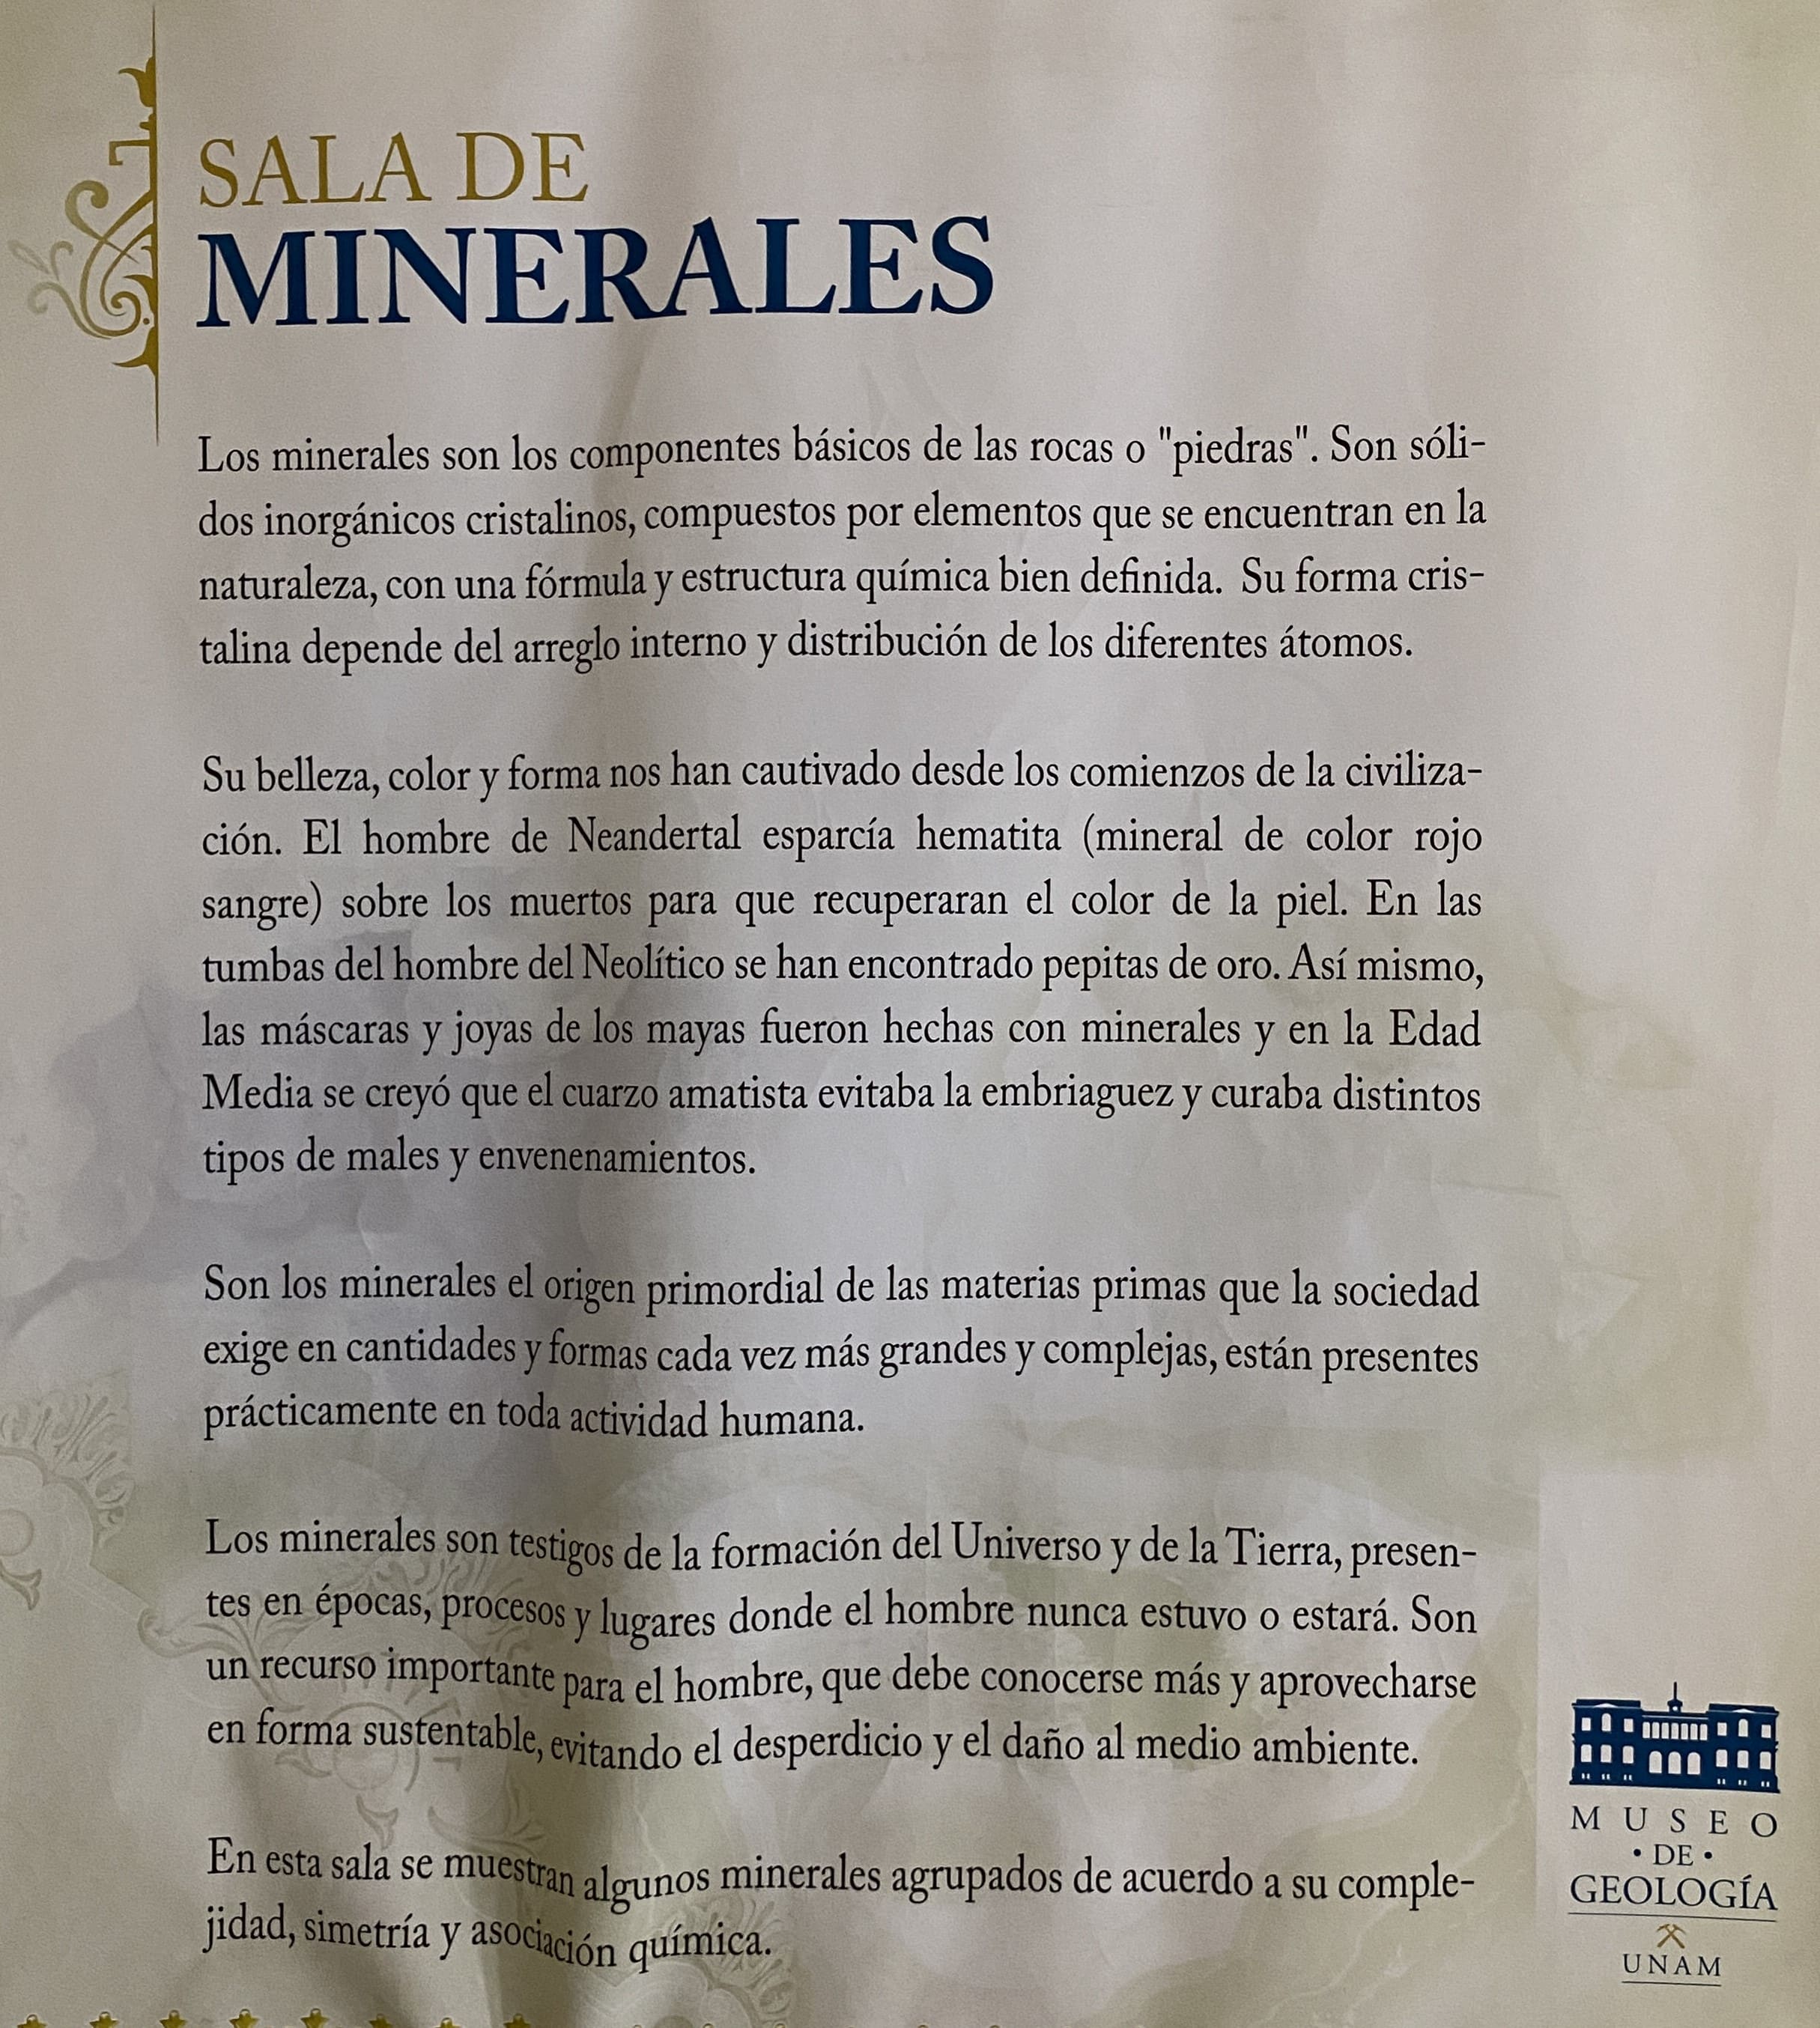 SALA DE
MINERALES
Los minerales son los componentes básicos de las rocas o "piedras". Son sóli-
dos inorgánicos cristalinos, compuestos por elementos que se encuentran en la
naturaleza, con una fórmula y estructura química bien definida. Su forma cris-
talina depende del arreglo interno y distribución de los diferentes átomos.
Su belleza, color y forma nos han cautivado desde los comienzos de la civiliza-
ción. El hombre de Neandertal esparcía hematita (mineral de color rojo
sangre) sobre los muertos para que recuperaran el color de la piel. En las
tumbas del hombre del Neolítico se han encontrado pepitas de oro. Así mismo,
las máscaras y joyas de los mayas fueron hechas con minerales y en la Edad
Media se creyó que el cuarzo amatista evitaba la embriaguez y curaba distintos
tipos de males y envenenamientos.
Son los minerales el origen primordial de las materias primas que la sociedad
exige en cantidades y formas cada vez más grandes y complejas, están presentes
prácticamente en toda actividad humana.
Los minerales son testigos de la formación del Universo y de la Tierra, presen-
tes en épocas, procesos y lugares donde el hombre nunca estuvo o estará. Son
un recurso importante para el hombre, que debe conocerse más y aprovecharse
en forma sustentable, evitando el desperdicio y el daño al medio ambiente.
En esta sala se muestran algunos minerales agrupados de acuerdo a su comple-
jidad, simetría y asociación química.
MUSEO
• DE •
GEOLOGÍA
UNAM